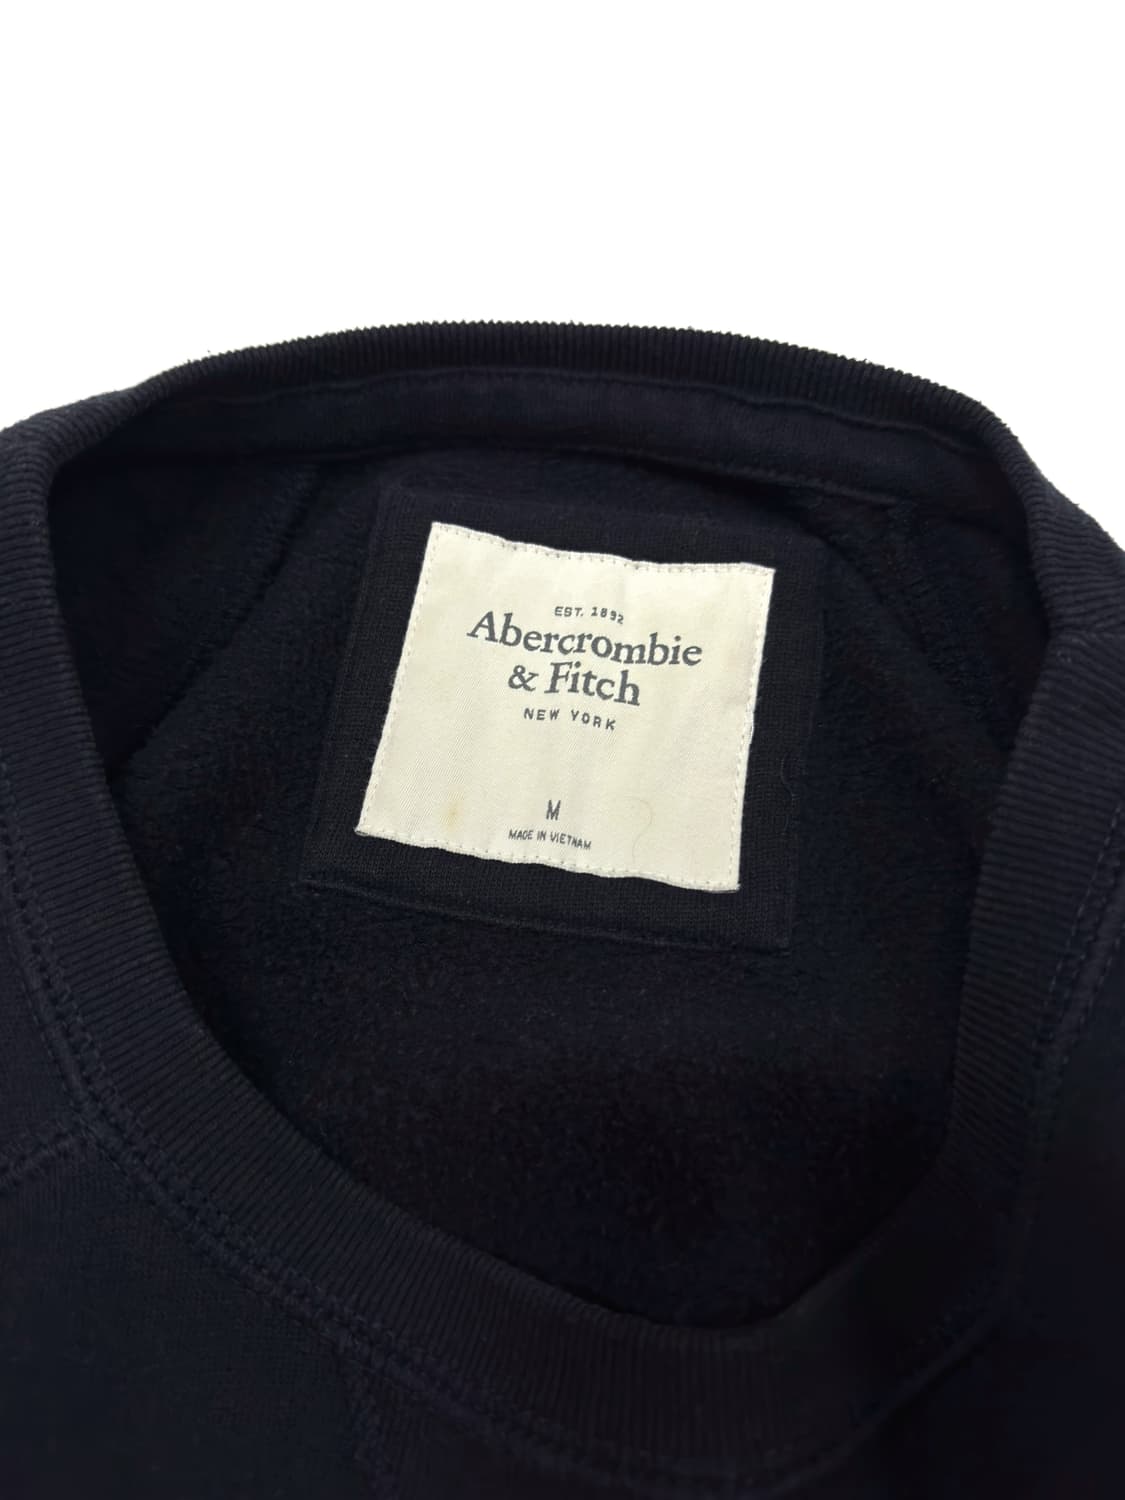 EST. 1892
Abercrombie
& Fitch
NEW YORK
M
MADE IN VIETNAM